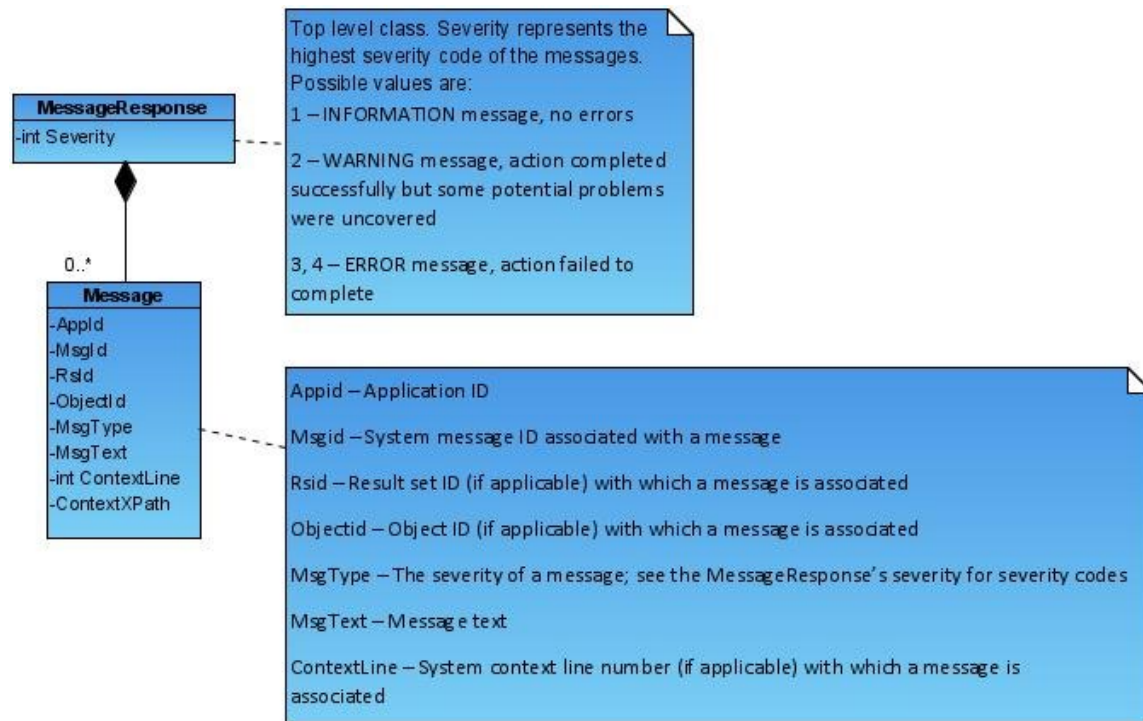 Top level class. Severity represents the
highest severity code of the messages.
Possible values are:
1 – INFORMATION message, no errors
2 – WARNING message, action completed
successfully but some potential problems
were uncovered
3, 4 – ERROR message, action failed to
complete
MessageResponse
-int Severity
0..*
Message
-AppId
-MsgId
-RsId
-ObjectId
-MsgType
-MsgText
-int ContextLine
-ContextXPath
Appid – Application ID
Msgid – System message ID associated with a message
Rsid – Result set ID (if applicable) with which a message is associated
Objectid – Object ID (if applicable) with which a message is associated
MsgType – The severity of a message; see the MessageResponse's severity for severity codes
MsgText – Message text
ContextLine – System context line number (if applicable) with which a message is
associated